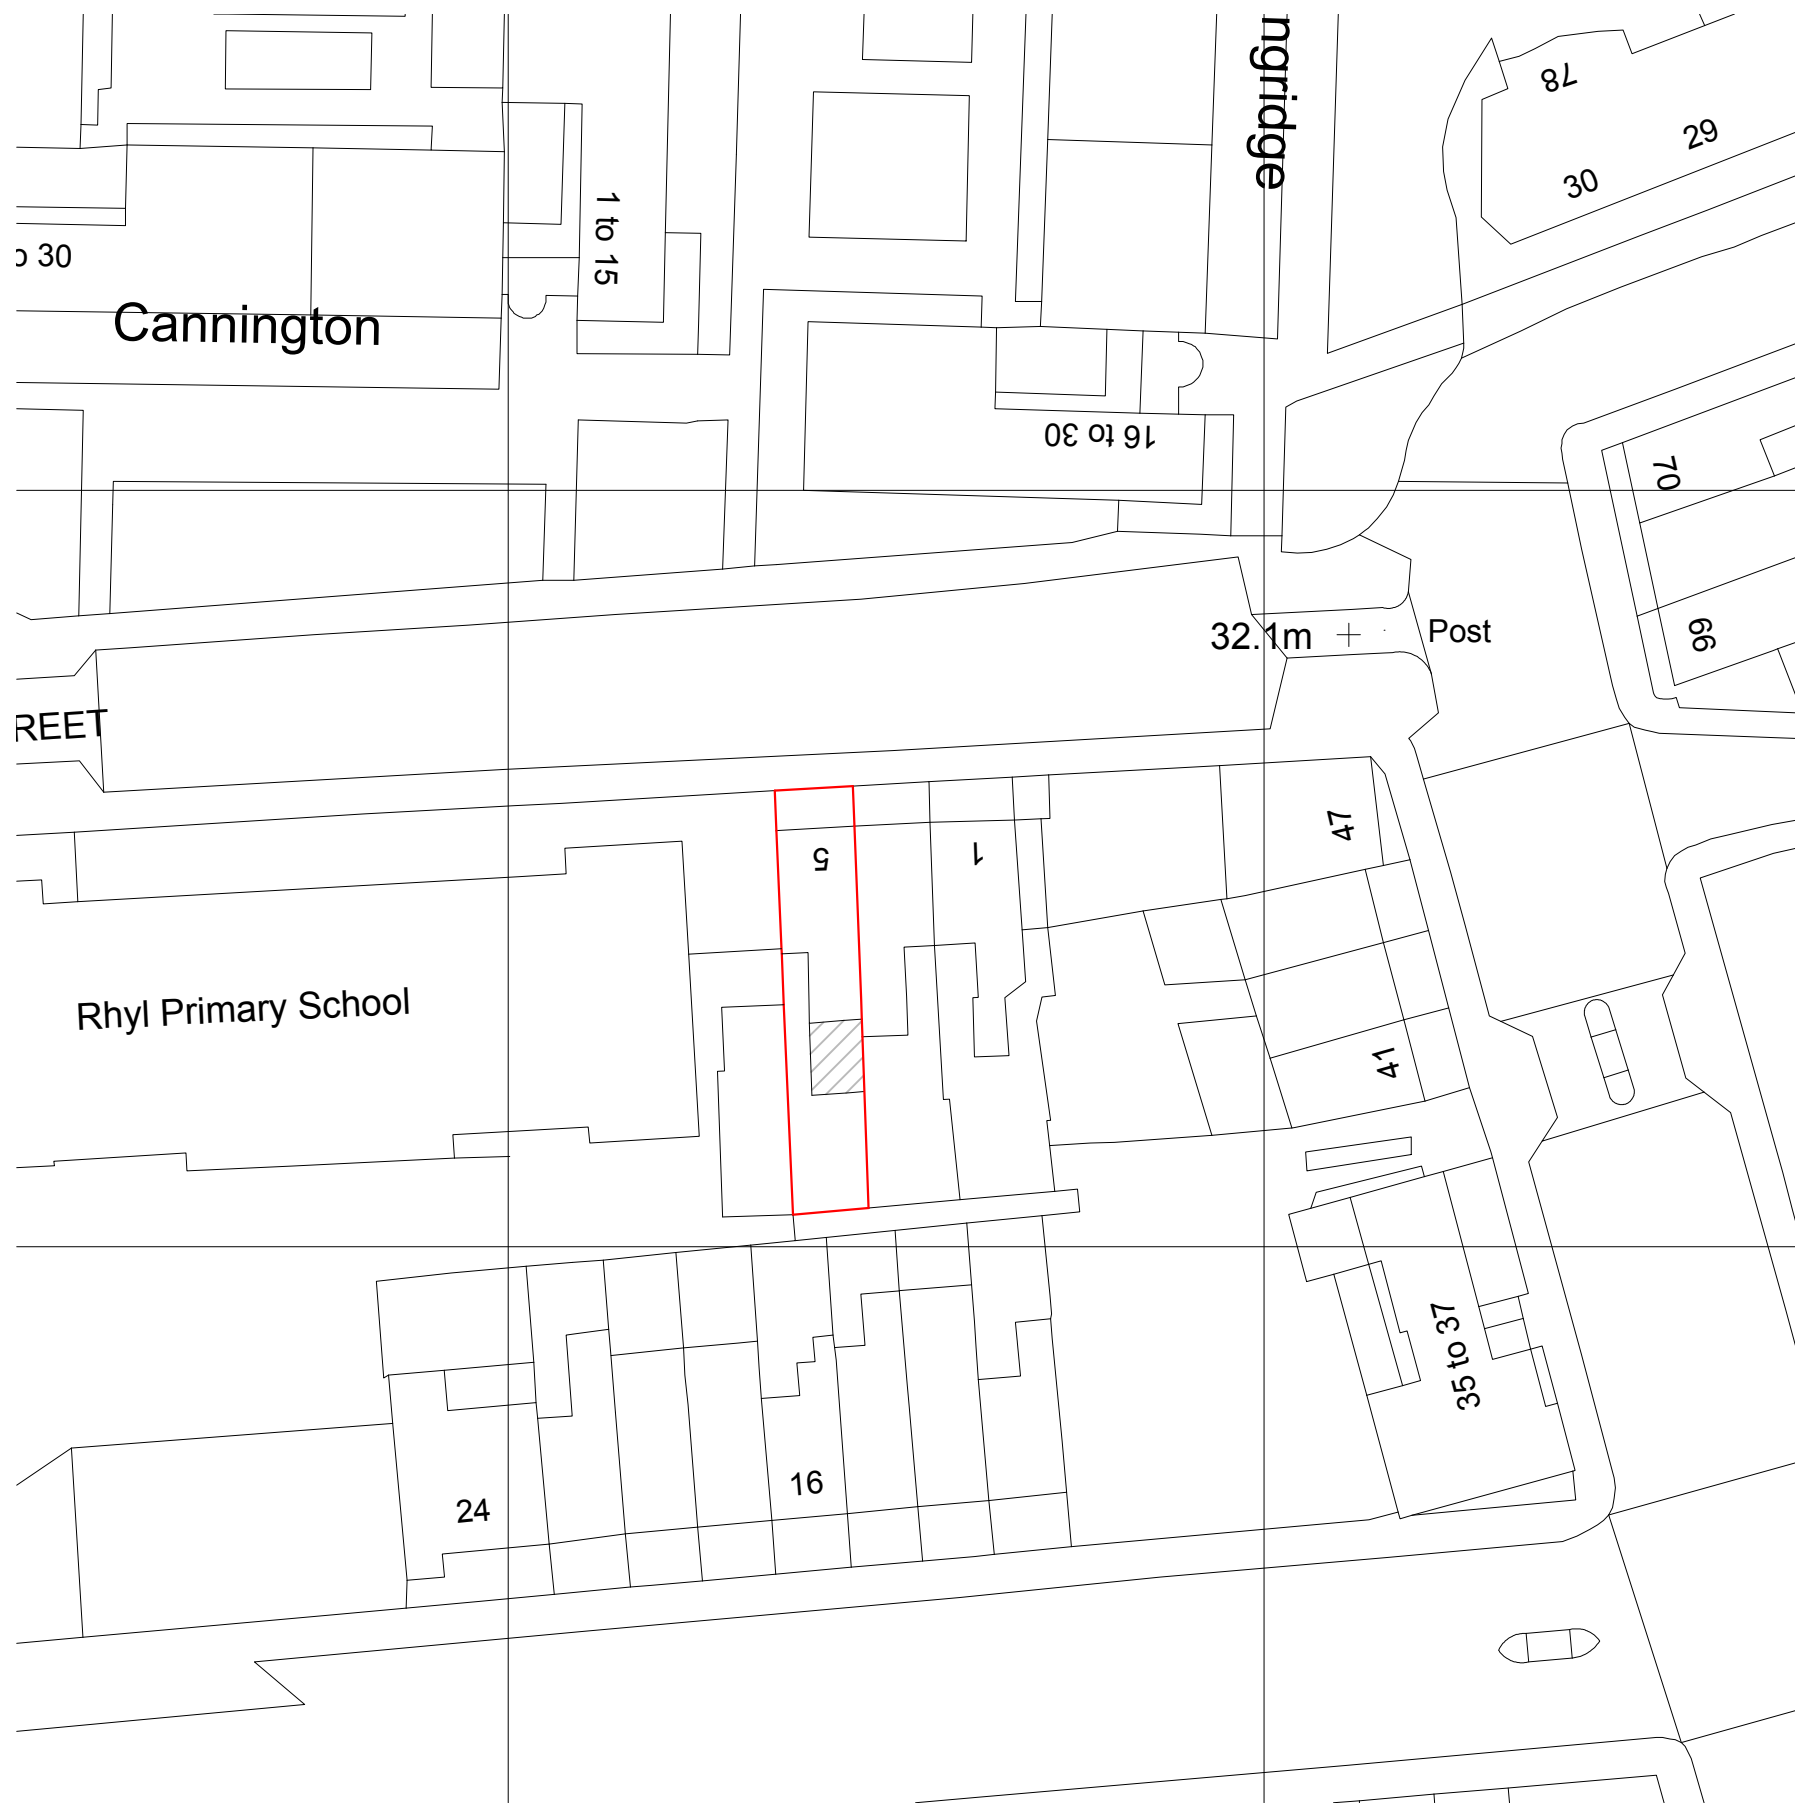 ngridge
78
29
30
1 to 15
o 30
Cannington
16 to 30
70
32.1m
Post
66
REET
47
5
1
Rhyl Primary School
41
35 to 37
16
24